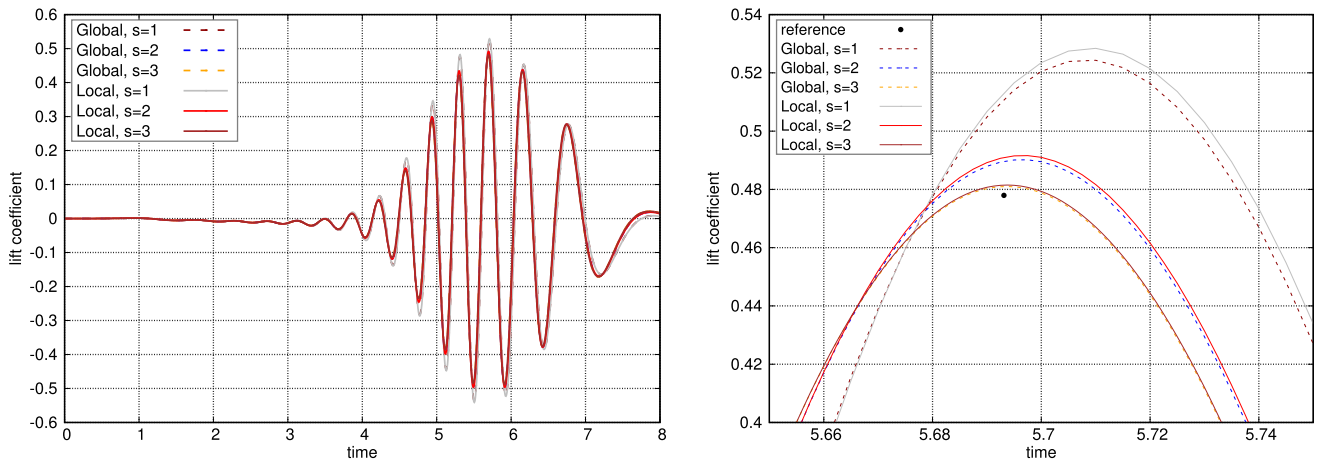 0.6
0.5
0.4
0.3
0.2
0.1
0
-0.1
-0.2
-0.3
-0.4
-0.5
-0.6
lift coefficient
Global, s=1
Global, s=2
Global, s=3
Local, s=1
Local, s=2
Local, s=3
0 1 2 3 4 5 6 7 8
time
0.54
0.52
0.5
0.48
0.46
0.44
0.42
0.4
lift coefficient
reference
Global, s=1
Global, s=2
Global, s=3
Local, s=1
Local, s=2
Local, s=3
5.66 5.68 5.7 5.72 5.74
time